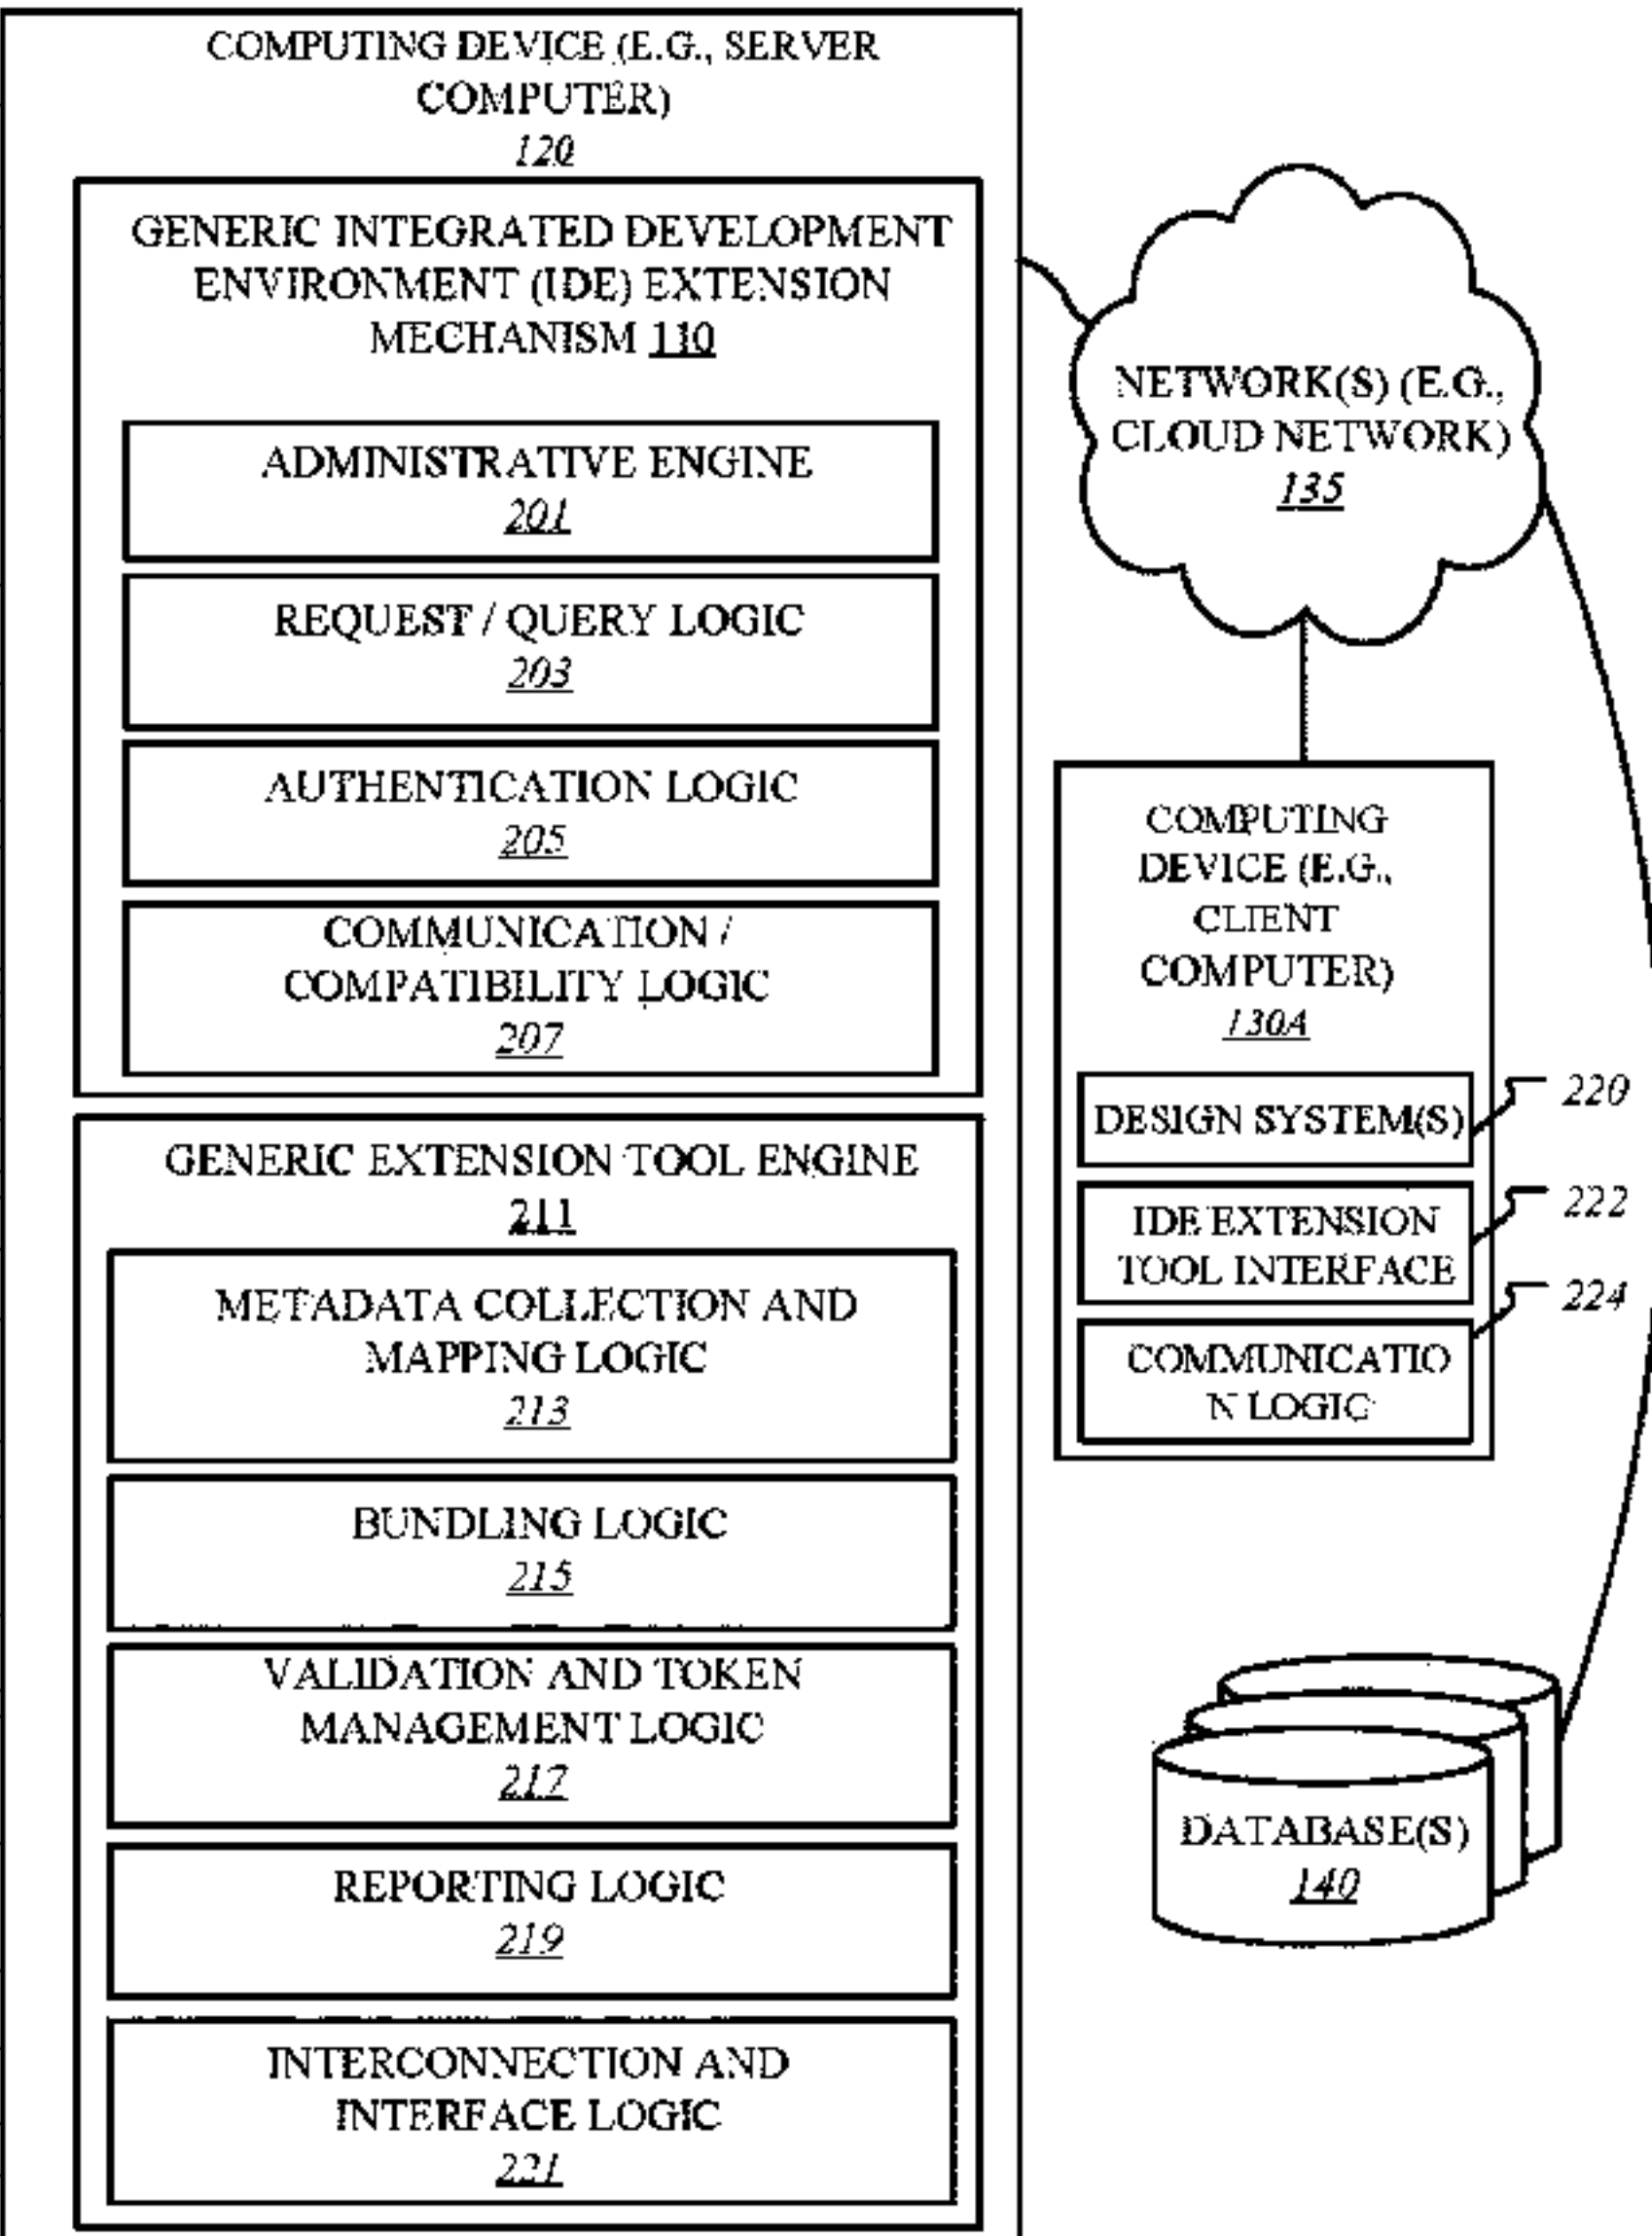 COMPUTING DEVICE (E.G., SERVER
COMPUTER)
120
GENERIC INTEGRATED DEVELOPMENT
ENVIRONMENT (IDE) EXTENSION
MECHANISM 110
ADMINISTRATIVE ENGINE
201
REQUEST / QUERY LOGIC
203
AUTHENTICATION LOGIC
205
COMMUNICATION /
COMPATIBILITY LOGIC
207
GENERIC EXTENSION TOOL ENGINE
211
METADATA COLLECTION AND
MAPPING LOGIC
213
BUNDLING LOGIC
215
VALIDATION AND TOKEN
MANAGEMENT LOGIC
217
REPORTING LOGIC
219
INTERCONNECTION AND
INTERFACE LOGIC
221
NETWORK(S) (E.G.,
CLOUD NETWORK)
135
COMPUTING
DEVICE (E.G.,
CLIENT
COMPUTER)
130A
DESIGN SYSTEM(S)
220
IDE EXTENSION
TOOL INTERFACE
222
COMMUNICATIO
N LOGIC
224
DATABASE(S)
140